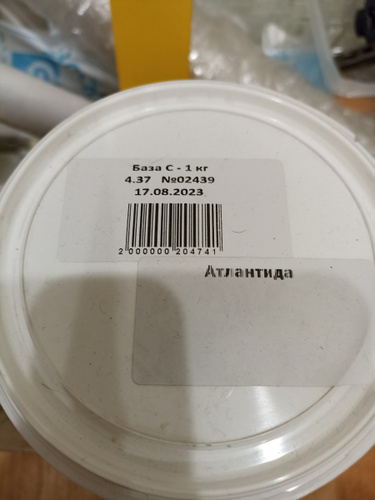 База С - 1 кг
4.37 №02439
17.08.2023
2 000000 204741
Атлантида